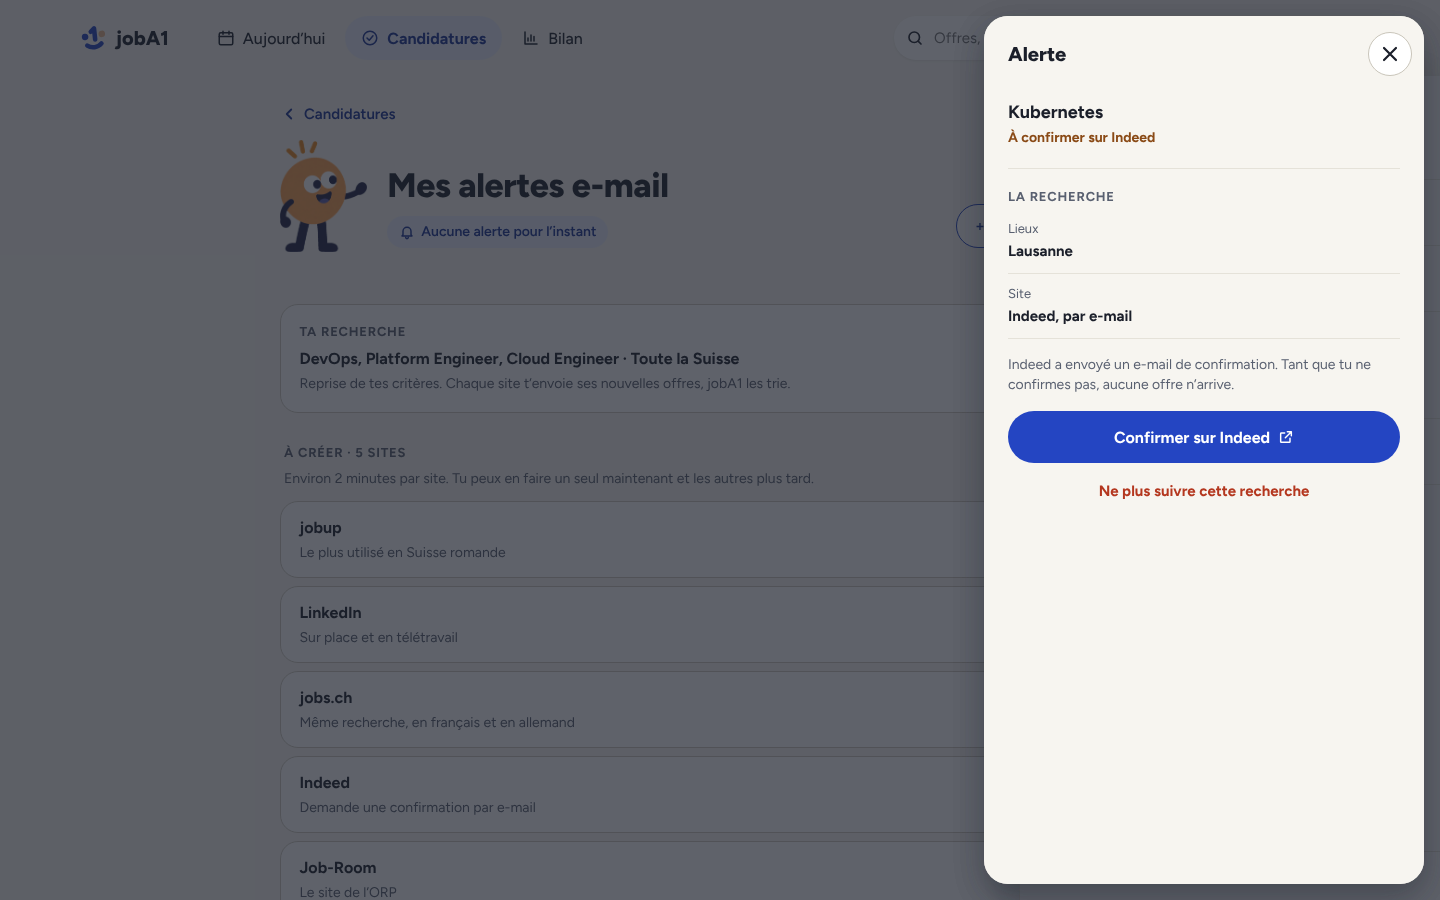 jobA1
Aujourd'hui
Candidatures
Bilan
Offres,
Candidatures
Mes alertes e-mail
Aucune alerte pour l'instant
TA RECHERCHE
DevOps, Platform Engineer, Cloud Engineer · Toute la Suisse
Reprise de tes critères. Chaque site t'envoie ses nouvelles offres, jobA1 les trie.
À CRÉER · 5 SITES
Environ 2 minutes par site. Tu peux en faire un seul maintenant et les autres plus tard.
jobup
Le plus utilisé en Suisse romande
LinkedIn
Sur place et en télétravail
jobs.ch
Même recherche, en français et en allemand
Indeed
Demande une confirmation par e-mail
Job-Room
Le site de l'ORP
Alerte
Kubernetes
À confirmer sur Indeed
LA RECHERCHE
Lieux
Lausanne
Site
Indeed, par e-mail
Indeed a envoyé un e-mail de confirmation. Tant que tu ne
confirmes pas, aucune offre n'arrive.
Confirmer sur Indeed
Ne plus suivre cette recherche